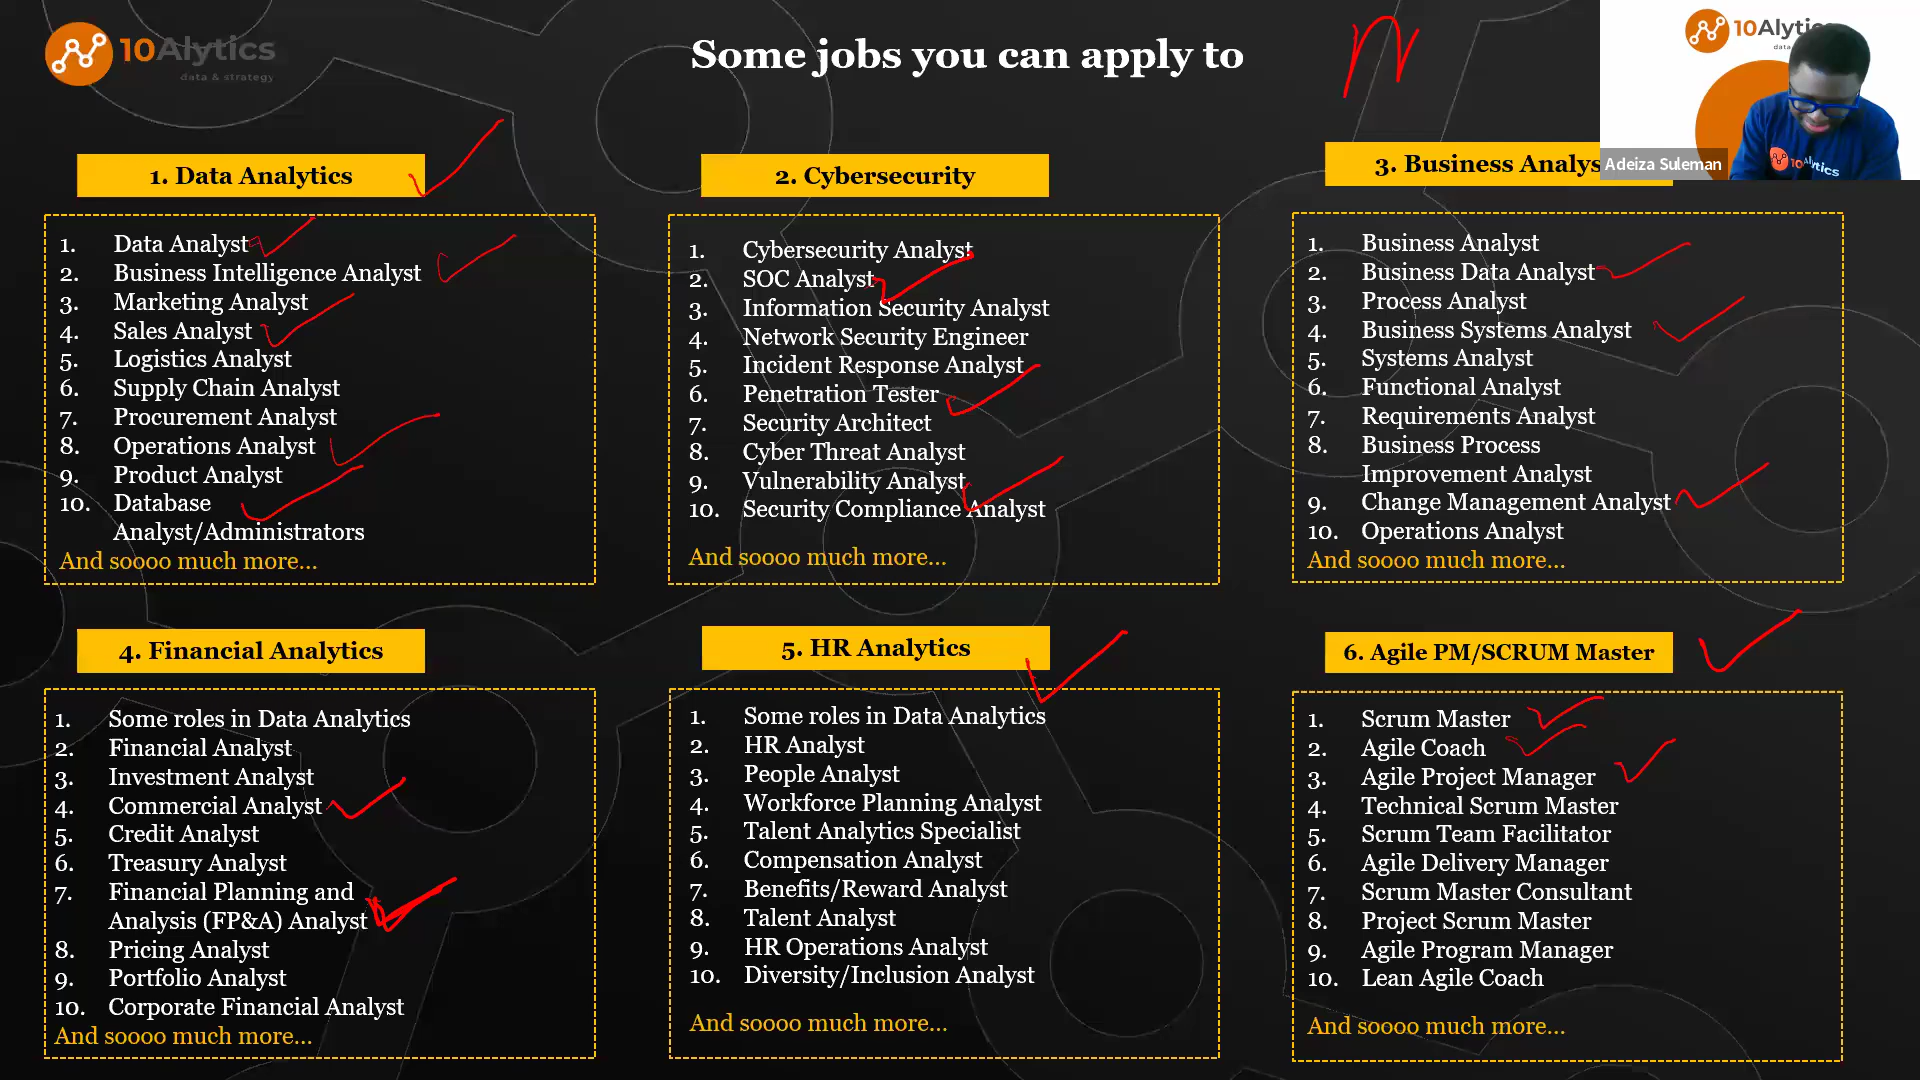 10Alytics
data & strategy
Some jobs you can apply to
10Alytics
Adeiza Suleman
10Alytics
1. Data Analytics
1. Data Analyst
2. Business Intelligence Analyst
3. Marketing Analyst
4. Sales Analyst
5. Logistics Analyst
6. Supply Chain Analyst
7. Procurement Analyst
8. Operations Analyst
9. Product Analyst
10. Database
Analyst/Administrators
And soooo much more...
2. Cybersecurity
1. Cybersecurity Analyst
2. SOC Analyst
3. Information Security Analyst
4. Network Security Engineer
5. Incident Response Analyst
6. Penetration Tester
7. Security Architect
8. Cyber Threat Analyst
9. Vulnerability Analyst
10. Security Compliance Analyst
And soooo much more...
3. Business Analys
1. Business Analyst
2. Business Data Analyst
3. Process Analyst
4. Business Systems Analyst
5. Systems Analyst
6. Functional Analyst
7. Requirements Analyst
8. Business Process
Improvement Analyst
9. Change Management Analyst
10. Operations Analyst
And soooo much more...
4. Financial Analytics
1. Some roles in Data Analytics
2. Financial Analyst
3. Investment Analyst
4. Commercial Analyst
5. Credit Analyst
6. Treasury Analyst
7. Financial Planning and
Analysis (FP&A) Analyst
8. Pricing Analyst
9. Portfolio Analyst
10. Corporate Financial Analyst
And soooo much more...
5. HR Analytics
1. Some roles in Data Analytics
2. HR Analyst
3. People Analyst
4. Workforce Planning Analyst
5. Talent Analytics Specialist
6. Compensation Analyst
7. Benefits/Reward Analyst
8. Talent Analyst
9. HR Operations Analyst
10. Diversity/Inclusion Analyst
And soooo much more...
6. Agile PM/SCRUM Master
1. Scrum Master
2. Agile Coach
3. Agile Project Manager
4. Technical Scrum Master
5. Scrum Team Facilitator
6. Agile Delivery Manager
7. Scrum Master Consultant
8. Project Scrum Master
9. Agile Program Manager
10. Lean Agile Coach
And soooo much more...